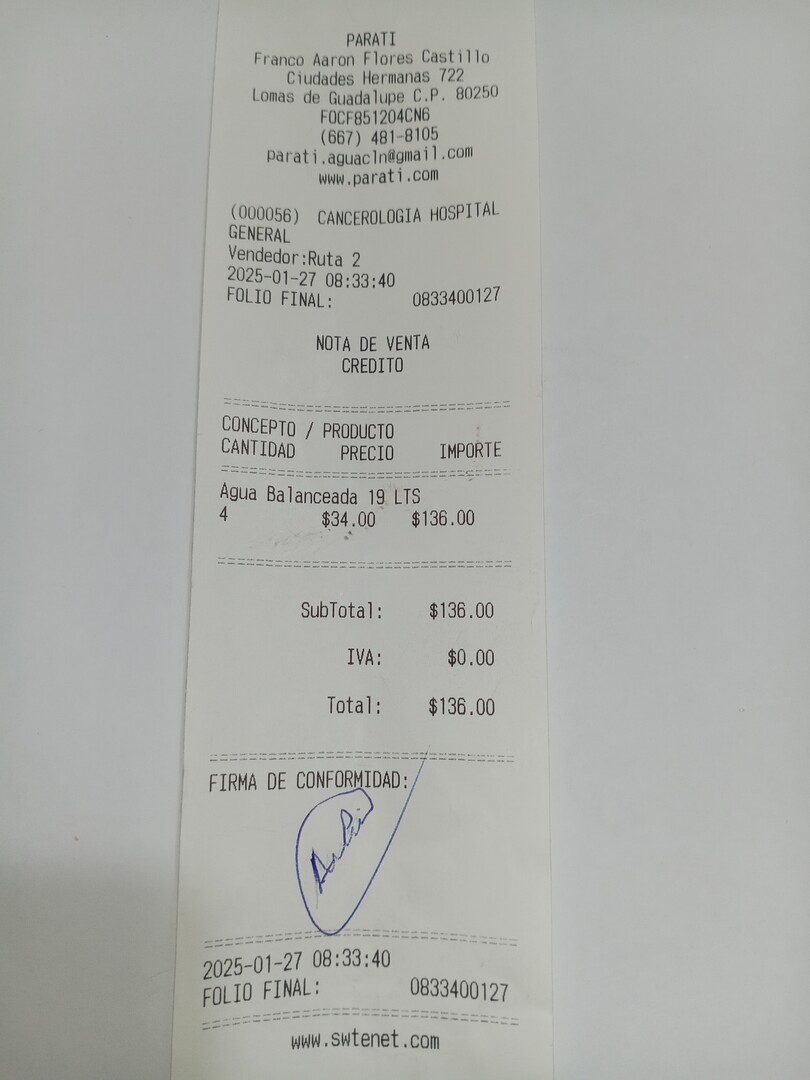 PARATI
Franco Aaron Flores Castillo
Ciudades Hermanas 722
Lomas de Guadalupe C.P. 80250
FOCF851204CN6
(667) 481-8105
parati.aguacln@gmail.com
www.parati.com
(000056) CANCEROLOGIA HOSPITAL
GENERAL
Vendedor:Ruta 2
2025-01-27 08:33:40
FOLIO FINAL: 0833400127
NOTA DE VENTA
CREDITO
CONCEPTO / PRODUCTO
CANTIDAD PRECIO IMPORTE
Agua Balanceada 19 LTS
4 $34.00 $136.00
SubTotal: $136.00
IVA: $0.00
Total: $136.00
FIRMA DE CONFORMIDAD:
2025-01-27 08:33:40
FOLIO FINAL: 0833400127
www.swtenet.com